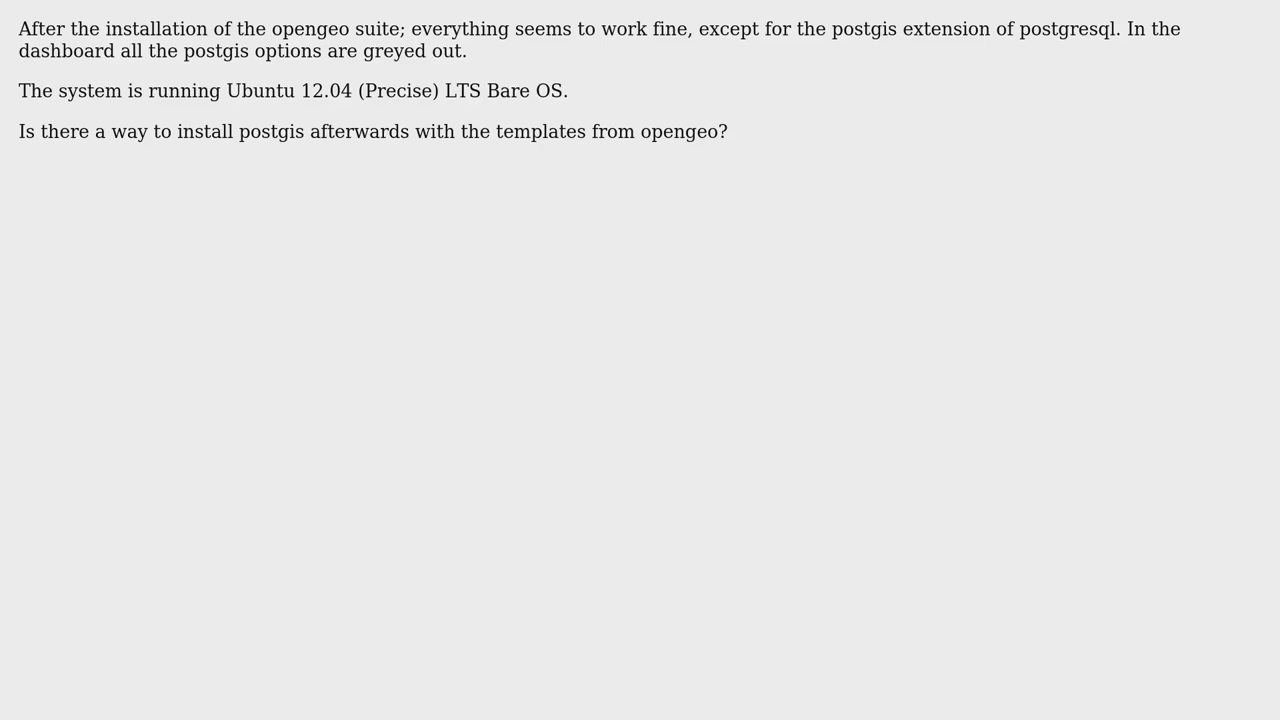 After the installation of the opengeo suite; everything seems to work fine, except for the postgis extension of postgresql. In the
dashboard all the postgis options are greyed out.
The system is running Ubuntu 12.04 (Precise) LTS Bare OS.
Is there a way to install postgis afterwards with the templates from opengeo?